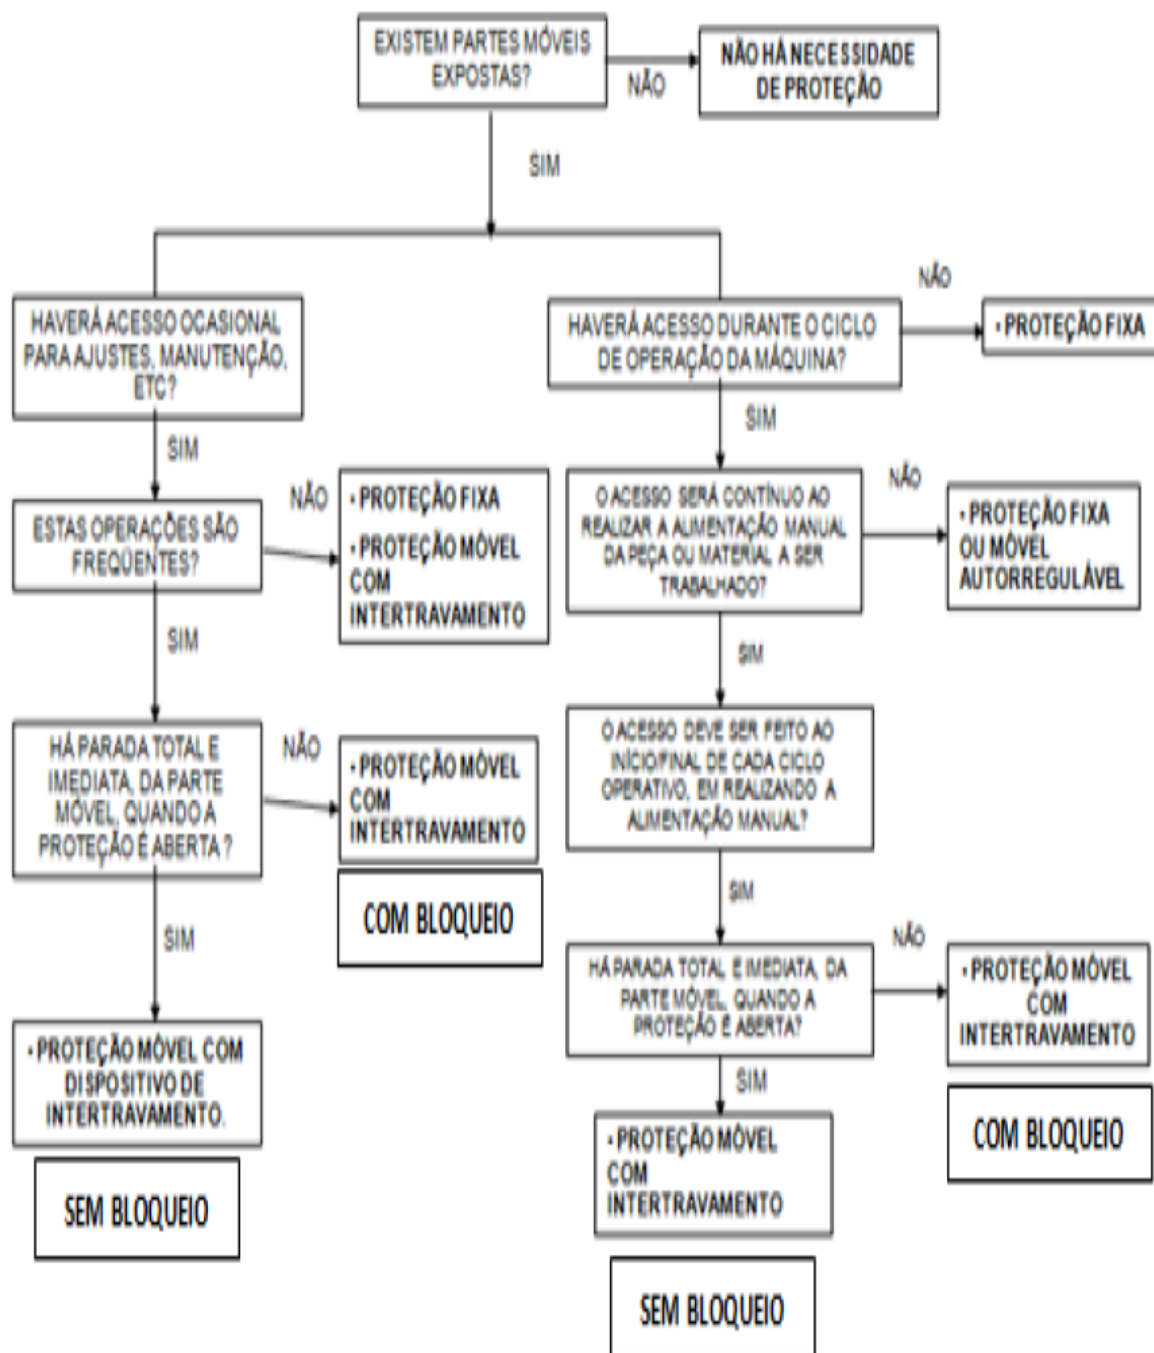 EXISTEM PARTES MÓVEIS
EXPOSTAS?
NÃO
NÃO HÁ NECESSIDADE
DE PROTEÇÃO
SIM
HAVERÁ ACESSO OCASIONAL
PARA AJUSTES, MANUTENÇÃO,
ETC?
HAVERÁ ACESSO DURANTE O CICLO
DE OPERAÇÃO DA MÁQUINA?
NÃO
• PROTEÇÃO FIXA
SIM
SIM
ESTAS OPERAÇÕES SÃO
FREQÜENTES?
NÃO
• PROTEÇÃO FIXA
• PROTEÇÃO MÓVEL
COM
INTERTRAVAMENTO
O ACESSO SERÁ CONTÍNUO AO
REALIZAR A ALIMENTAÇÃO MANUAL
DA PEÇA OU MATERIAL A SER
TRABALHADO?
NÃO
• PROTEÇÃO FIXA
OU MÓVEL
AUTORREGULÁVEL
SIM
SIM
HÁ PARADA TOTAL E
IMEDIATA, DA PARTE
MÓVEL, QUANDO A
PROTEÇÃO É ABERTA ?
NÃO
• PROTEÇÃO MÓVEL
COM
INTERTRAVAMENTO
COM BLOQUEIO
O ACESSO DEVE SER FEITO AO
INÍCIO/FINAL DE CADA CICLO
OPERATIVO, EM REALIZANDO A
ALIMENTAÇÃO MANUAL?
SIM
SIM
HÁ PARADA TOTAL E IMEDIATA, DA
PARTE MÓVEL, QUANDO A
PROTEÇÃO É ABERTA?
NÃO
• PROTEÇÃO MÓVEL
COM
INTERTRAVAMENTO
COM BLOQUEIO
• PROTEÇÃO MÓVEL COM
DISPOSITIVO DE
INTERTRAVAMENTO.
SEM BLOQUEIO
SIM
• PROTEÇÃO MÓVEL
COM
INTERTRAVAMENTO
SEM BLOQUEIO